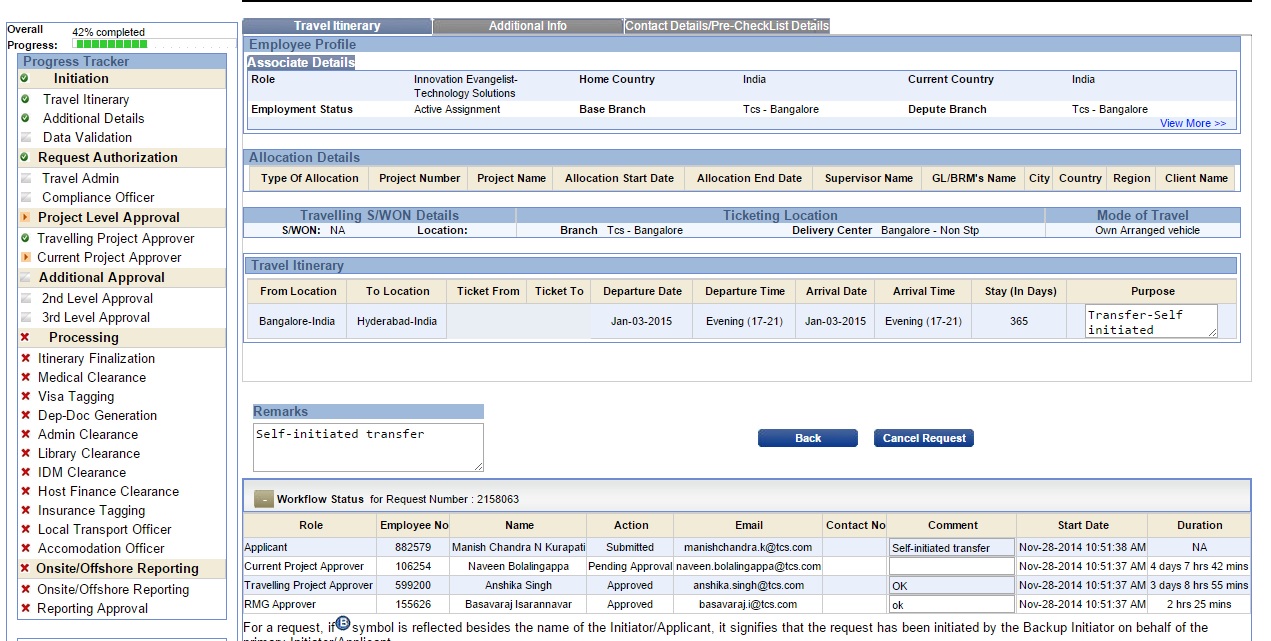 Overall Progress: 42% completed
Progress Tracker
Initiation
Travel Itinerary
Additional Details
Data Validation
Request Authorization
Travel Admin
Compliance Officer
Project Level Approval
Travelling Project Approver
Current Project Approver
Additional Approval
2nd Level Approval
3rd Level Approval
Processing
Itinerary Finalization
Medical Clearance
Visa Tagging
Dep-Doc Generation
Admin Clearance
Library Clearance
IDM Clearance
Host Finance Clearance
Insurance Tagging
Local Transport Officer
Accomodation Officer
Onsite/Offshore Reporting
Onsite/Offshore Reporting
Reporting Approval
Travel Itinerary Additional Info Contact Details/Pre-CheckList Details
Employee Profile
Associate Details
Role Innovation Evangelist-Technology Solutions Home Country India Current Country India
Employment Status Active Assignment Base Branch Tcs - Bangalore Depute Branch Tcs - Bangalore
View More >>
Allocation Details
Type Of Allocation Project Number Project Name Allocation Start Date Allocation End Date Supervisor Name GL/BRM's Name City Country Region Client Name
Travelling S/WON Details Ticketing Location Mode of Travel
S/WON: NA Location: Branch Tcs - Bangalore Delivery Center Bangalore - Non Stp Own Arranged vehicle
Travel Itinerary
From Location To Location Ticket From Ticket To Departure Date Departure Time Arrival Date Arrival Time Stay (In Days) Purpose
Bangalore-India Hyderabad-India Jan-03-2015 Evening (17-21) Jan-03-2015 Evening (17-21) 365 Transfer-Self initiated
Remarks
Self-initiated transfer
Back Cancel Request
- Workflow Status for Request Number : 2158063
Role Employee No Name Action Email Contact No Comment Start Date Duration
Applicant 882579 Manish Chandra N Kurapati Submitted manishchandra.k@tcs.com Self-initiated transfer Nov-28-2014 10:51:38 AM NA
Current Project Approver 106254 Naveen Bolalingappa Pending Approval naveen.bolalingappa@tcs.com Nov-28-2014 10:51:37 AM 4 days 7 hrs 42 mins
Travelling Project Approver 599200 Anshika Singh Approved anshika.singh@tcs.com OK Nov-28-2014 10:51:37 AM 3 days 8 hrs 55 mins
RMG Approver 155626 Basavaraj Isarannavar Approved basavaraj.i@tcs.com ok Nov-28-2014 10:51:37 AM 2 hrs 25 mins
For a request, if B symbol is reflected besides the name of the Initiator/Applicant, it signifies that the request has been initiated by the Backup Initiator on behalf of the
primary Initiator/Applicant